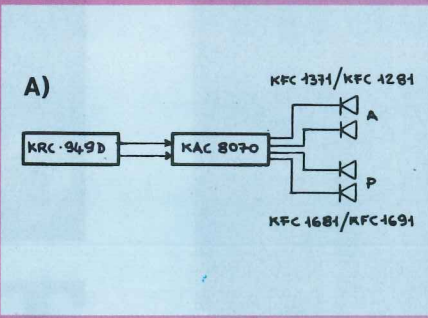 KFC 1371/KFC 1281
A)
A
KRC·949D
KAC 8070
P
KFC 1681/KFC 1691